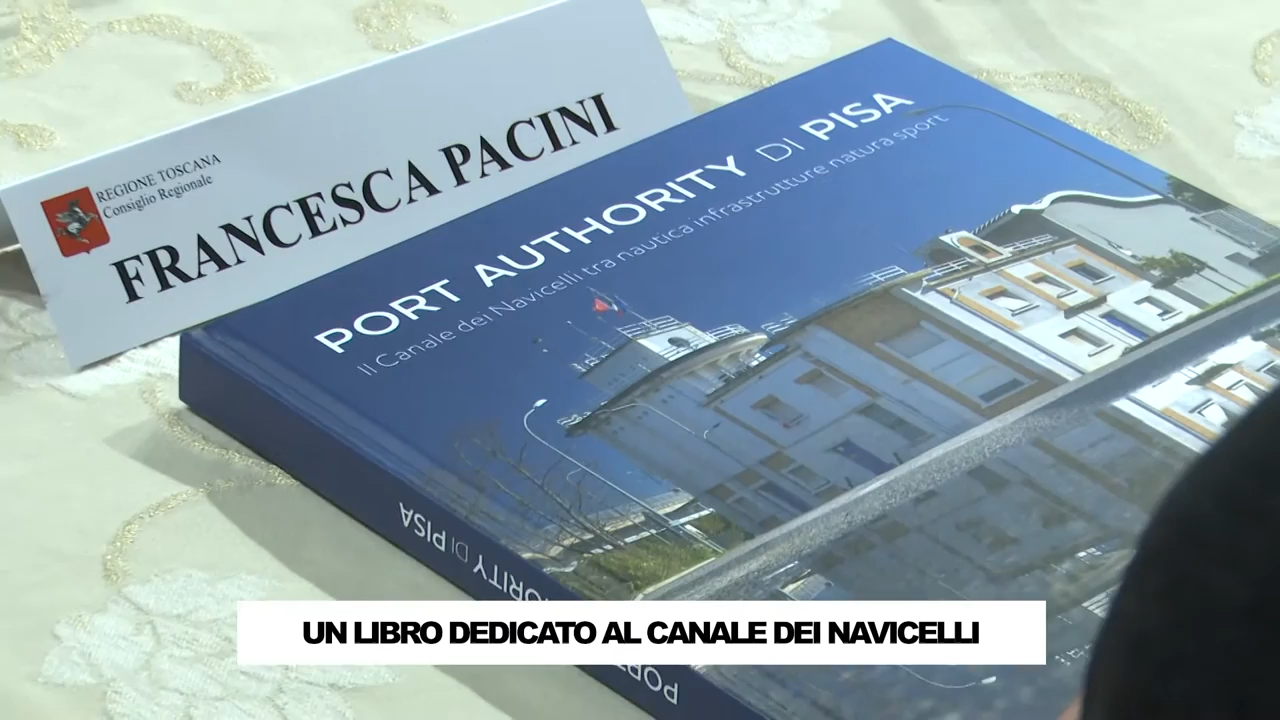 REGIONE TOSCANA
Consiglio Regionale
FRANCESCA PACINI
PORT AUTHORITY DI PISA
Il Canale dei Navicelli tra nautica infrastrutture natura sport
PORT
ORITY DI PISA
UN LIBRO DEDICATO AL CANALE DEI NAVICELLI